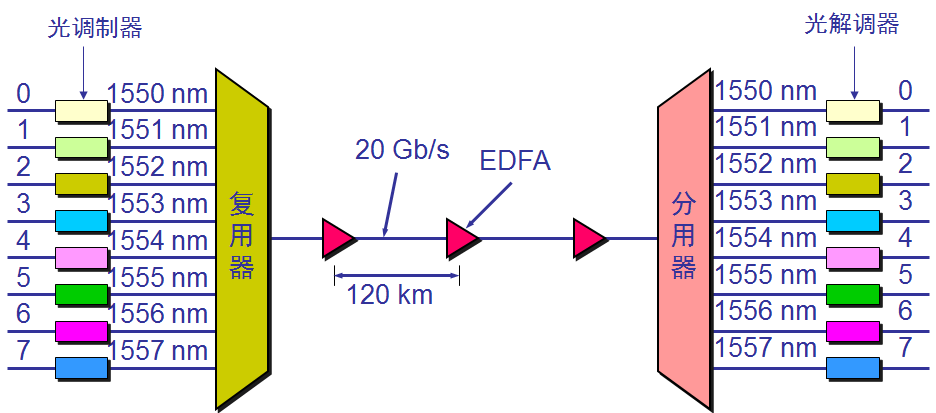 光调制器
光解调器
0 1550 nm
1 1551 nm
2 1552 nm
3 1553 nm
4 1554 nm
5 1555 nm
6 1556 nm
7 1557 nm
复用器
20 Gb/s
EDFA
120 km
分用器
1550 nm 0
1551 nm 1
1552 nm 2
1553 nm 3
1554 nm 4
1555 nm 5
1556 nm 6
1557 nm 7